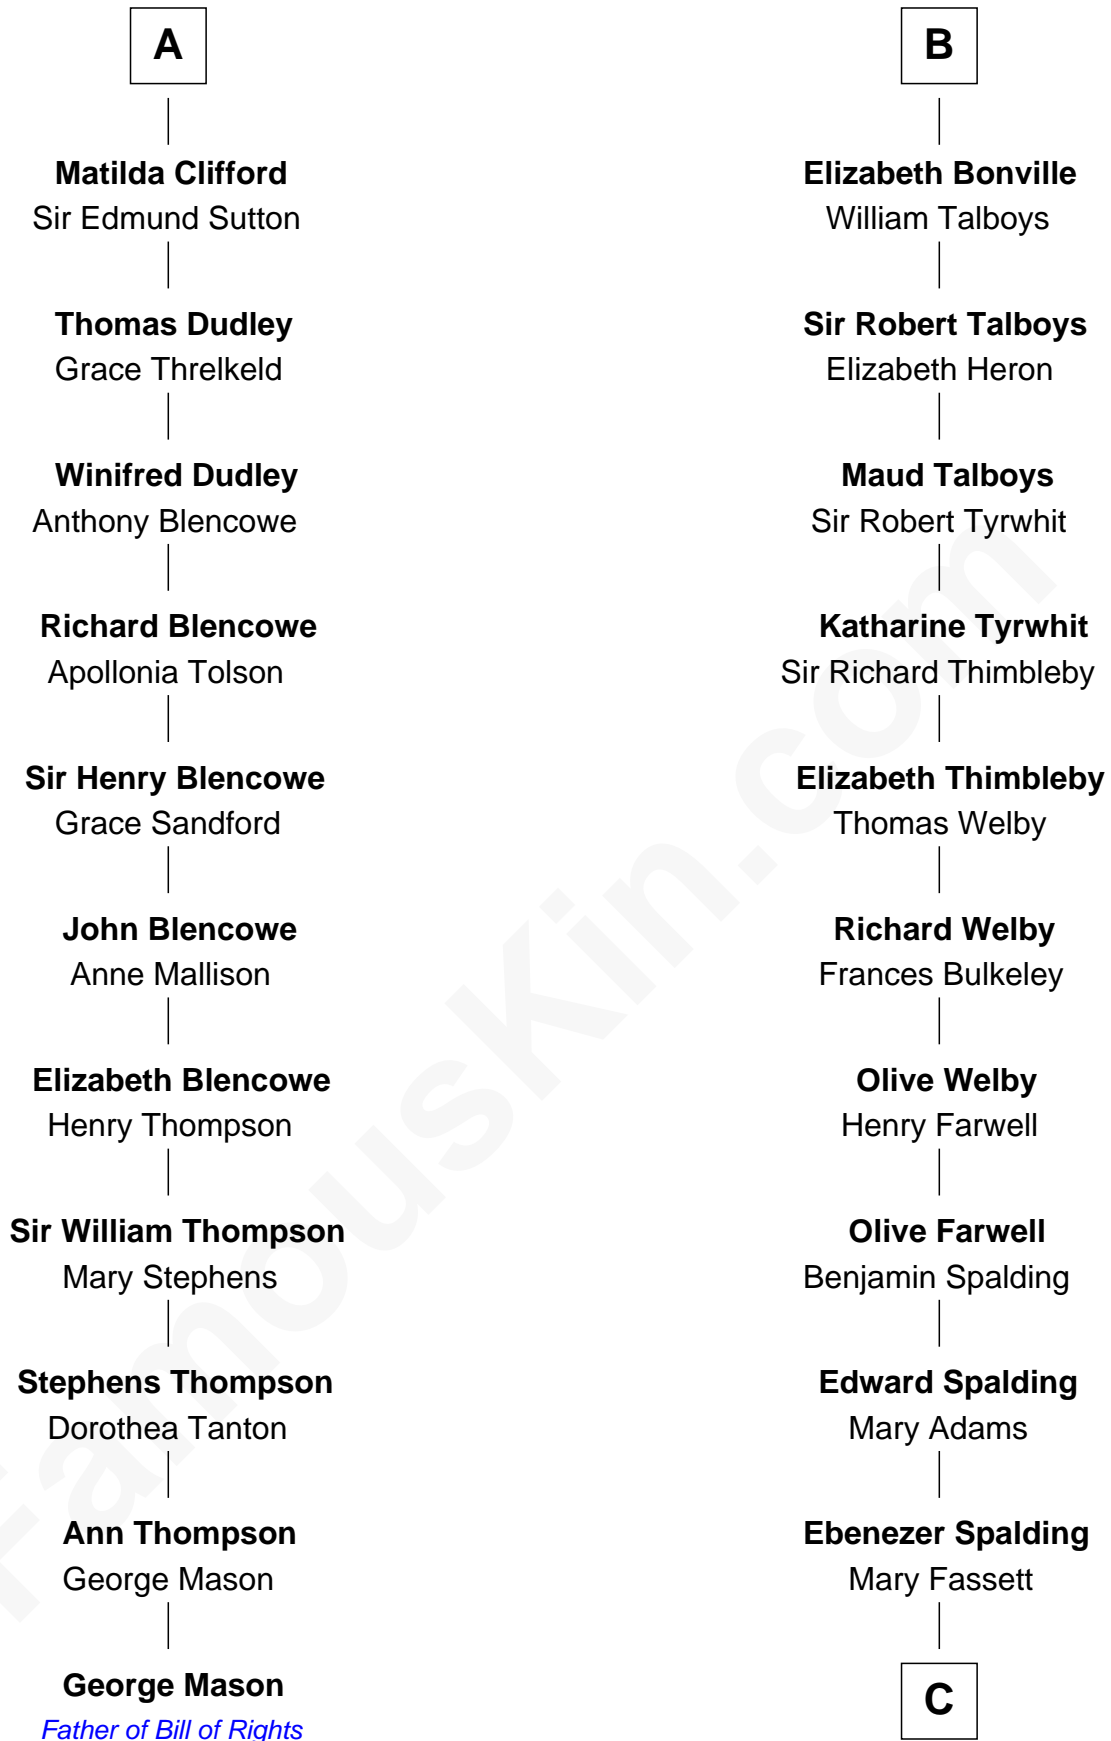 A
Matilda Clifford
Sir Edmund Sutton
Thomas Dudley
Grace Threlkeld
Winifred Dudley
Anthony Blencowe
Richard Blencowe
Apollonia Tolson
Sir Henry Blencowe
Grace Sandford
John Blencowe
Anne Mallison
Elizabeth Blencowe
Henry Thompson
Sir William Thompson
Mary Stephens
Stephens Thompson
Dorothea Tanton
Ann Thompson
George Mason
George Mason
Father of Bill of Rights
B
Elizabeth Bonville
William Talboys
Sir Robert Talboys
Elizabeth Heron
Maud Talboys
Sir Robert Tyrwhit
Katharine Tyrwhit
Sir Richard Thimbleby
Elizabeth Thimbleby
Thomas Welby
Richard Welby
Frances Bulkeley
Olive Welby
Henry Farwell
Olive Farwell
Benjamin Spalding
Edward Spalding
Mary Adams
Ebenezer Spalding
Mary Fassett
C
FamousKin.com